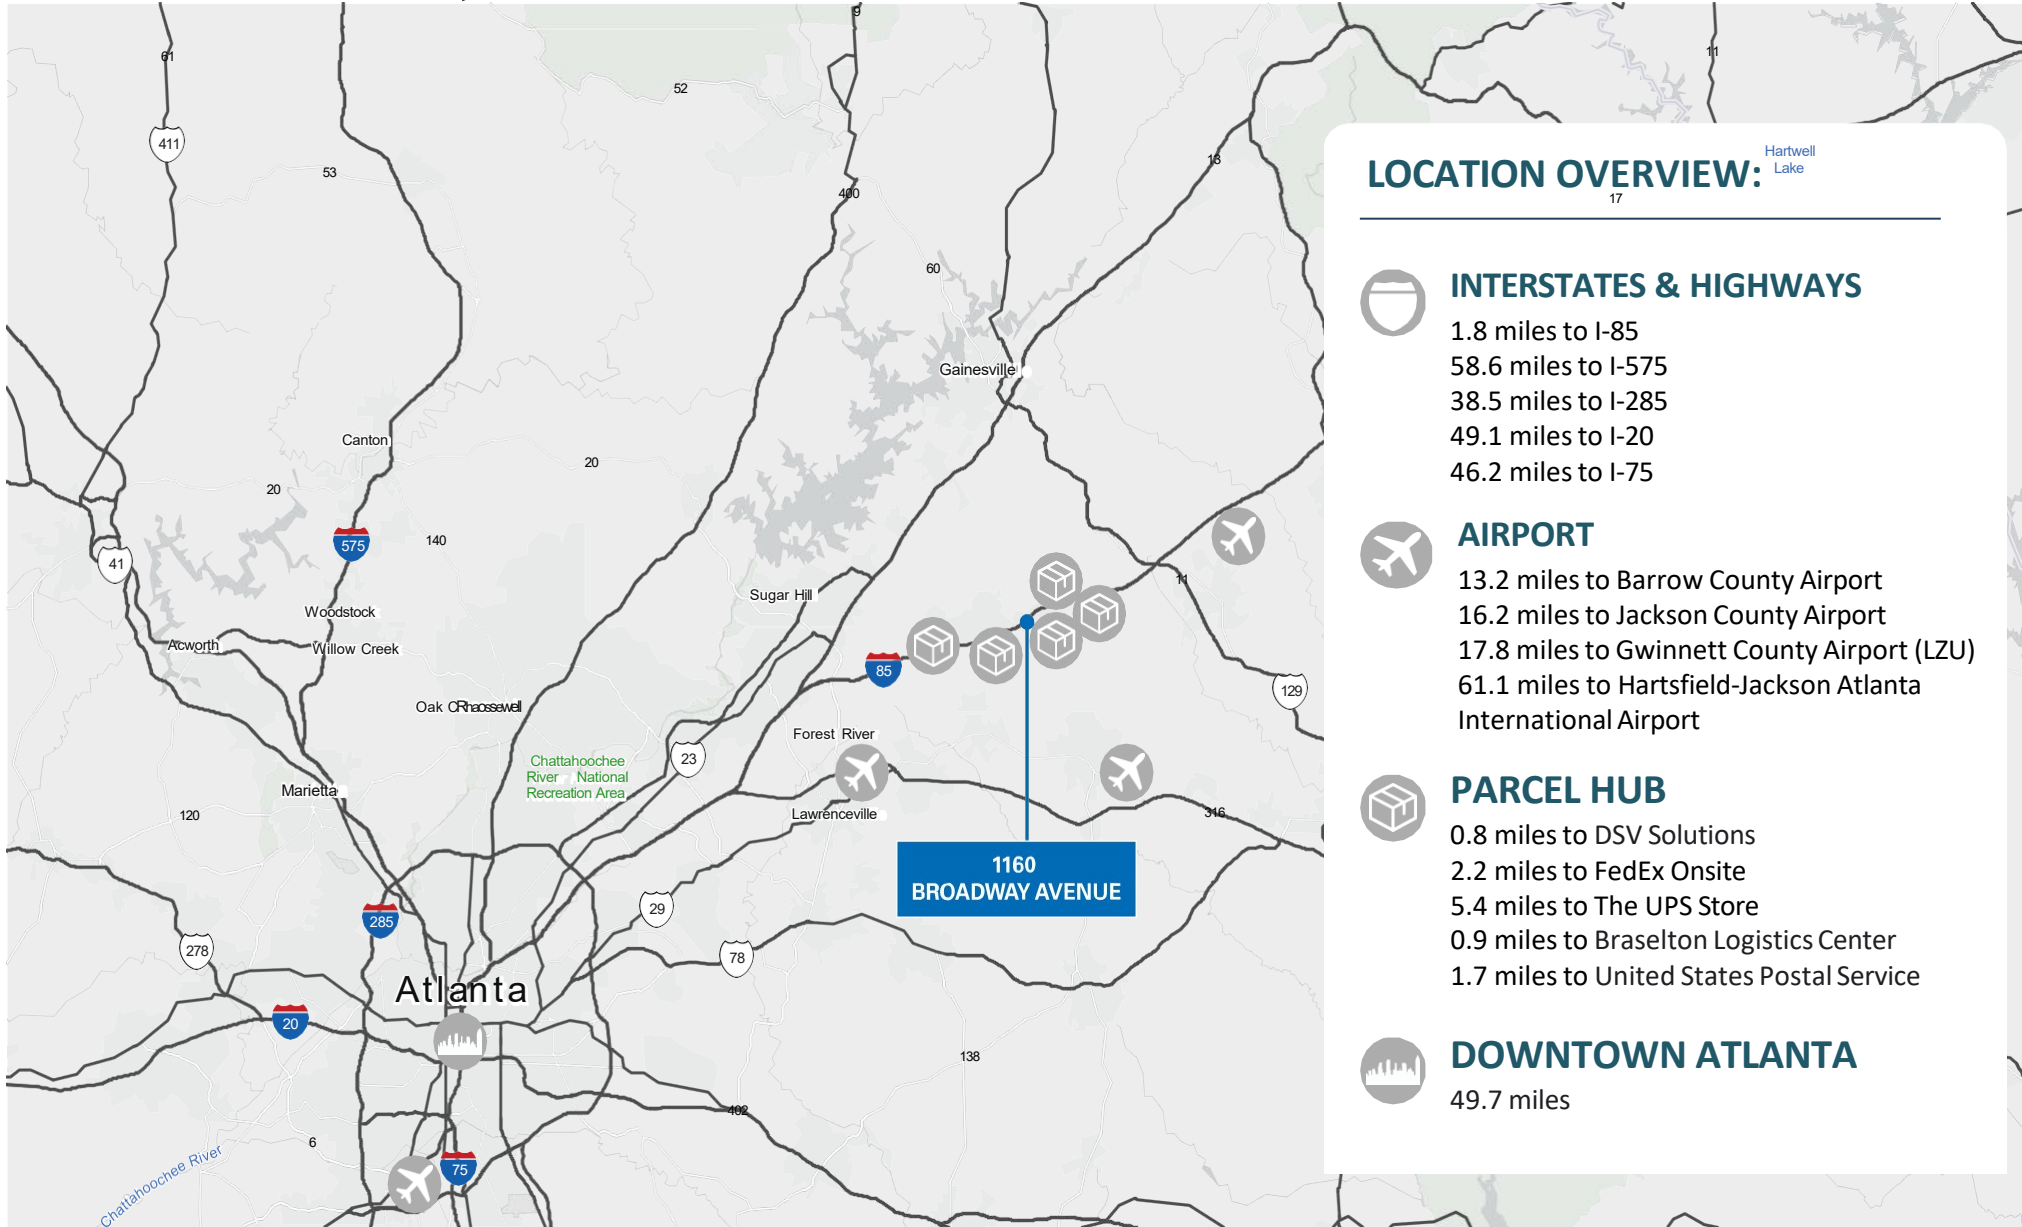 9
61
11
52
411
53
13
400
60
Gainesville
Canton
20
20
140
575
41
11
Sugar Hill
Woodstock
Acworth
Willow Creek
85
129
Oak
Forest River
23
Chattahoochee
River National
Recreation Area
Marietta
120
Lawrenceville
316
1160
BROADWAY AVENUE
29
285
278
78
Atlanta
20
138
402
6
75
Chattahoochee River
LOCATION OVERVIEW:
Hartwell
Lake
17
INTERSTATES & HIGHWAYS
1.8 miles to I-85
58.6 miles to I-575
38.5 miles to I-285
49.1 miles to I-20
46.2 miles to I-75
AIRPORT
13.2 miles to Barrow County Airport
16.2 miles to Jackson County Airport
17.8 miles to Gwinnett County Airport (LZU)
61.1 miles to Hartsfield-Jackson Atlanta
International Airport
PARCEL HUB
0.8 miles to DSV Solutions
2.2 miles to FedEx Onsite
5.4 miles to The UPS Store
0.9 miles to Braselton Logistics Center
1.7 miles to United States Postal Service
DOWNTOWN ATLANTA
49.7 miles